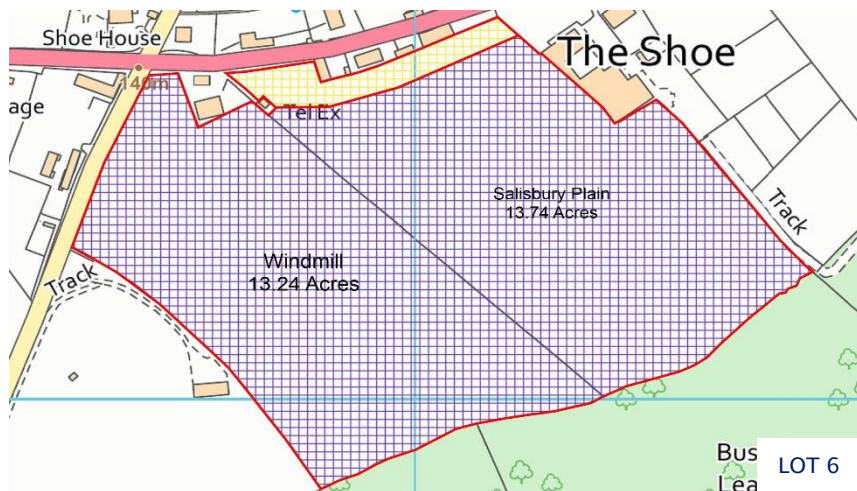 Shoe House
The Shoe
140m
age
Tel Ex
Salisbury Plain
13.74 Acres
Track
Windmill
13.24 Acres
Track
Bus
Lea
LOT 6